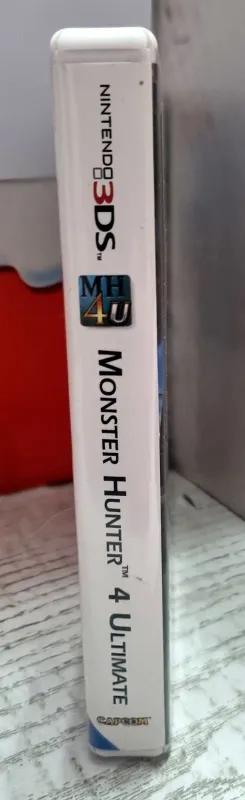 NINTENDO
3DS™
MH
4U
MONSTER HUNTER™ 4 ULTIMATE
CAPCOM